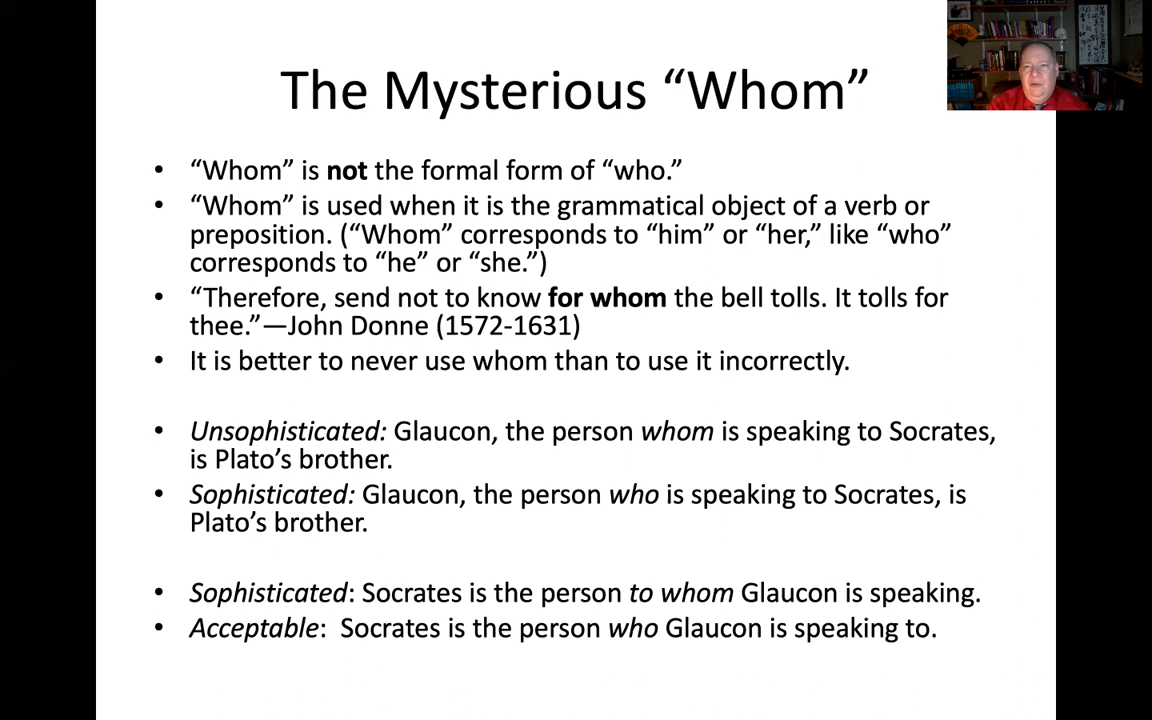 The Mysterious “Whom”
• “Whom” is not the formal form of “who.”
• “Whom” is used when it is the grammatical object of a verb or
preposition. (“Whom” corresponds to “him” or “her,” like “who”
corresponds to “he” or “she.”)
• “Therefore, send not to know for whom the bell tolls. It tolls for
thee.”—John Donne (1572-1631)
• It is better to never use whom than to use it incorrectly.
• Unsophisticated: Glaucon, the person whom is speaking to Socrates,
is Plato’s brother.
• Sophisticated: Glaucon, the person who is speaking to Socrates, is
Plato’s brother.
• Sophisticated: Socrates is the person to whom Glaucon is speaking.
• Acceptable: Socrates is the person who Glaucon is speaking to.